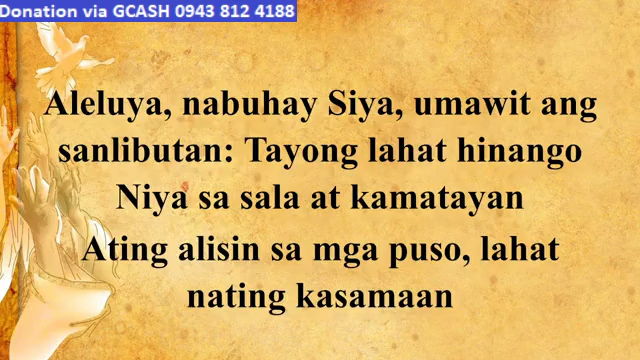 Donation via GCASH 0943 812 4188
Aleluya, nabuhay Siya, umawit ang
sanlibutan: Tayong lahat hinango
Niya sa sala at kamatayan
Ating alisin sa mga puso, lahat
nating kasamaan